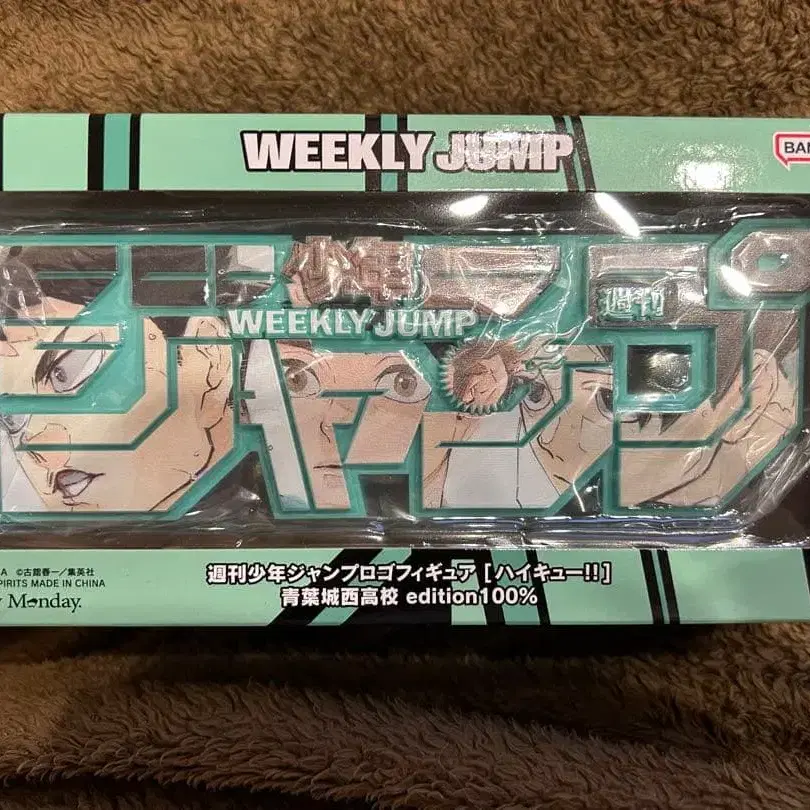 WEEKLY JUMP
BAN
少年
ジャンプ
週刊
WEEKLY JUMP
A ©古舘春一/集英社
PIRITS MADE IN CHINA
y Monday.
週刊少年ジャンプロゴフィギュア [ハイキュー!!]
青葉城西高校 edition100%